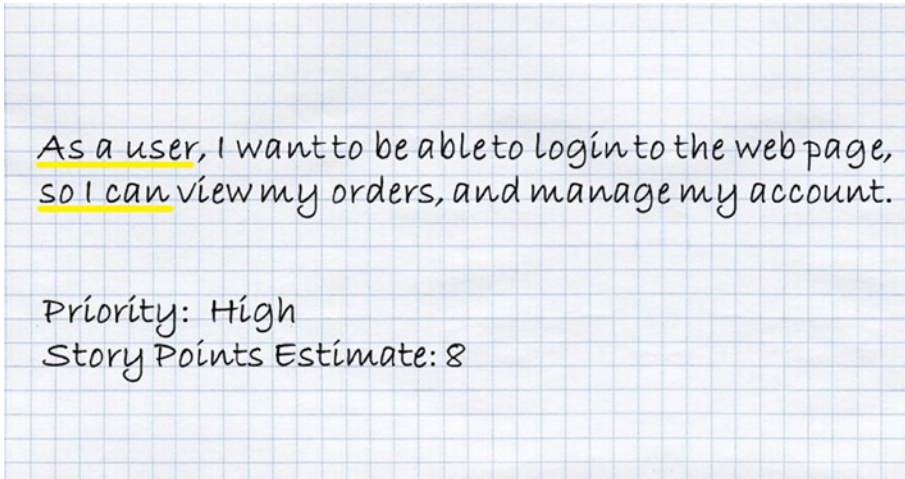 As a user, I want to be able to login to the web page,
so I can view my orders, and manage my account.
Priority: High
Story Points Estimate: 8